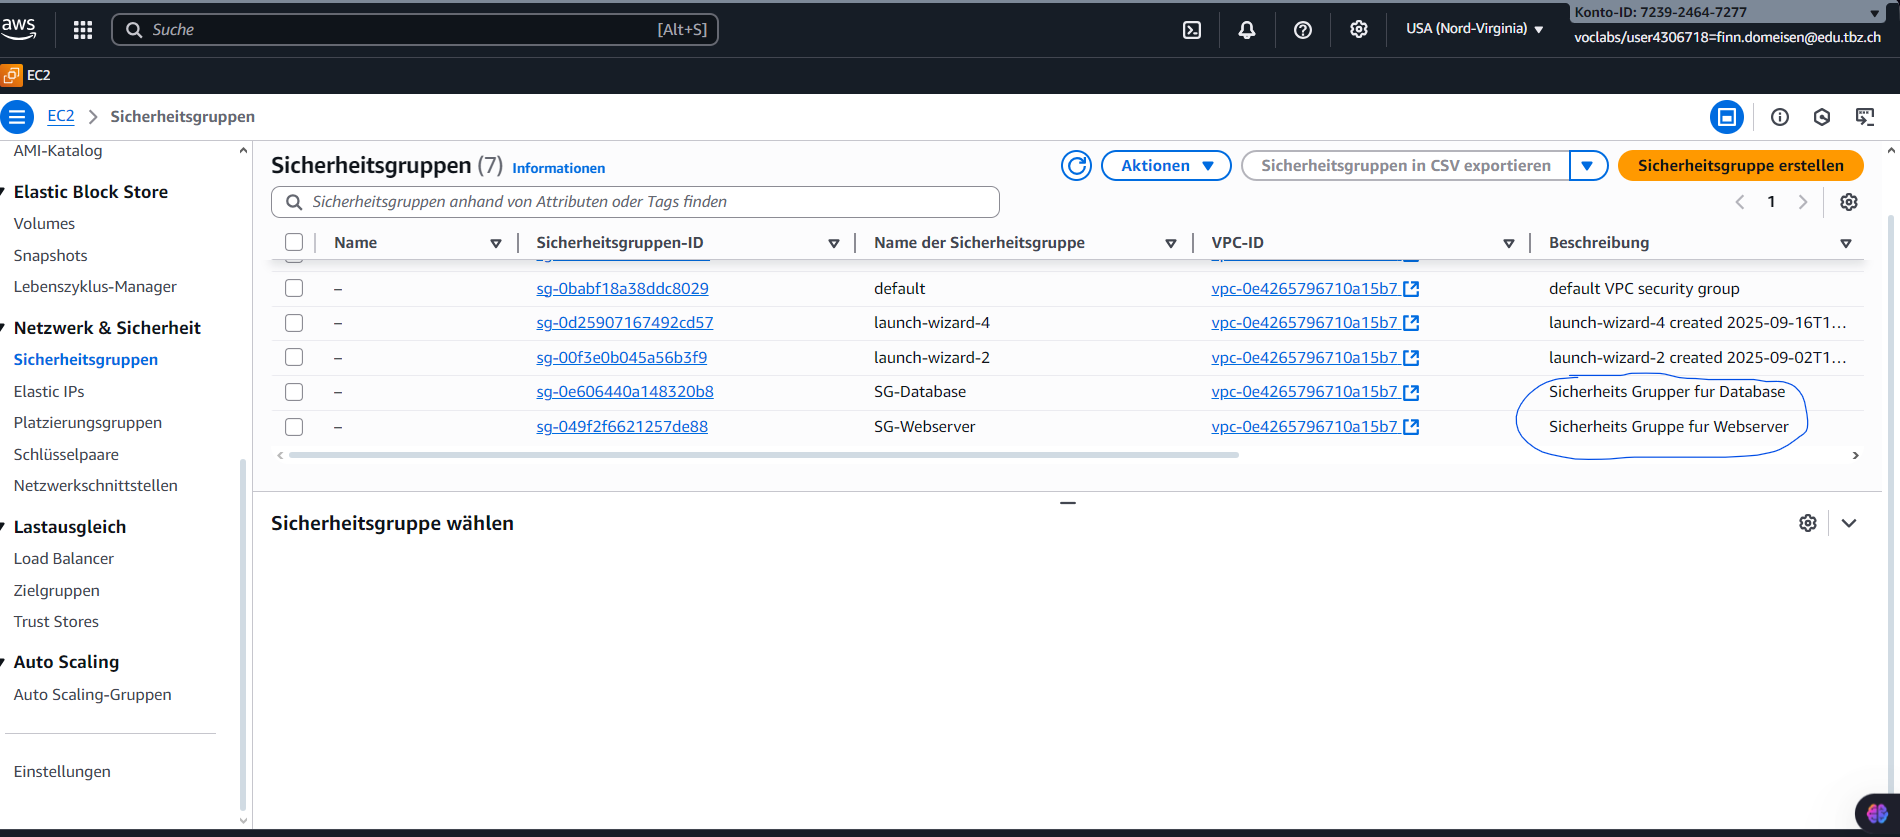 aws
Suche [Alt+S] USA (Nord-Virginia) Konto-ID: 7239-2464-7277
voclabs/user4306718=finn.domeisen@edu.tbz.ch
EC2
EC2 Sicherheitsgruppen
AMI-Katalog
Elastic Block Store
Volumes
Snapshots
Lebenszyklus-Manager
Netzwerk & Sicherheit
Sicherheitsgruppen
Elastic IPs
Platzierungsgruppen
Schlüsselpaare
Netzwerkschnittstellen
Lastausgleich
Load Balancer
Zielgruppen
Trust Stores
Auto Scaling
Auto Scaling-Gruppen
Einstellungen
Sicherheitsgruppen (7) Informationen Aktionen Sicherheitsgruppen in CSV exportieren Sicherheitsgruppe erstellen
Sicherheitsgruppen anhand von Attributen oder Tags finden 1
Name Sicherheitsgruppen-ID Name der Sicherheitsgruppe VPC-ID Beschreibung
– sg-0babf18a38ddc8029 default vpc-0e4265796710a15b7 default VPC security group
– sg-0d25907167492cd57 launch-wizard-4 vpc-0e4265796710a15b7 launch-wizard-4 created 2025-09-16T1…
– sg-00f3e0b045a56b3f9 launch-wizard-2 vpc-0e4265796710a15b7 launch-wizard-2 created 2025-09-02T1…
– sg-0e606440a148320b8 SG-Database vpc-0e4265796710a15b7 Sicherheits Grupper fur Database
– sg-049f2f6621257de88 SG-Webserver vpc-0e4265796710a15b7 Sicherheits Gruppe fur Webserver
Sicherheitsgruppe wählen